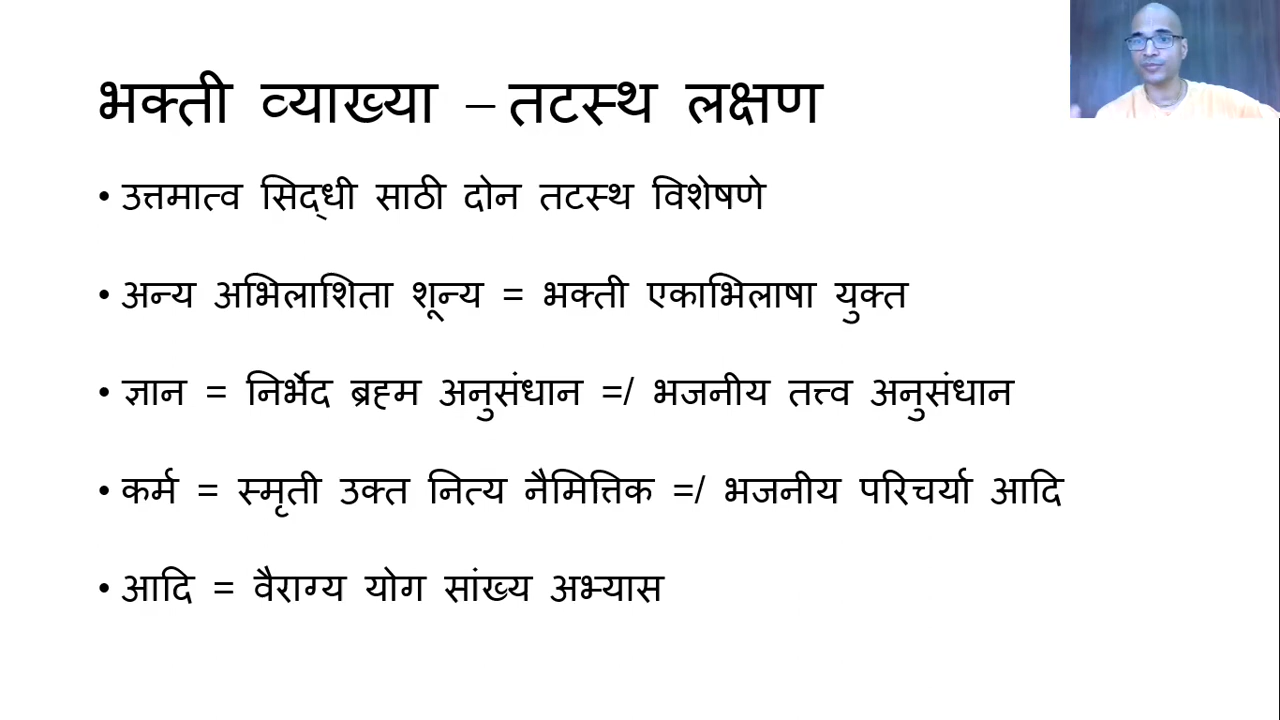 भक्ती व्याख्या – तटस्थ लक्षण
• उत्तमात्व सिद्धी साठी दोन तटस्थ विशेषणे
• अन्य अभिलाशिता शून्य = भक्ती एकाभिलाषा युक्त
• ज्ञान = निर्भेद ब्रह्म अनुसंधान =/ भजनीय तत्त्व अनुसंधान
• कर्म = स्मृती उक्त नित्य नैमित्तिक =/ भजनीय परिचर्या आदि
• आदि = वैराग्य योग सांख्य अभ्यास